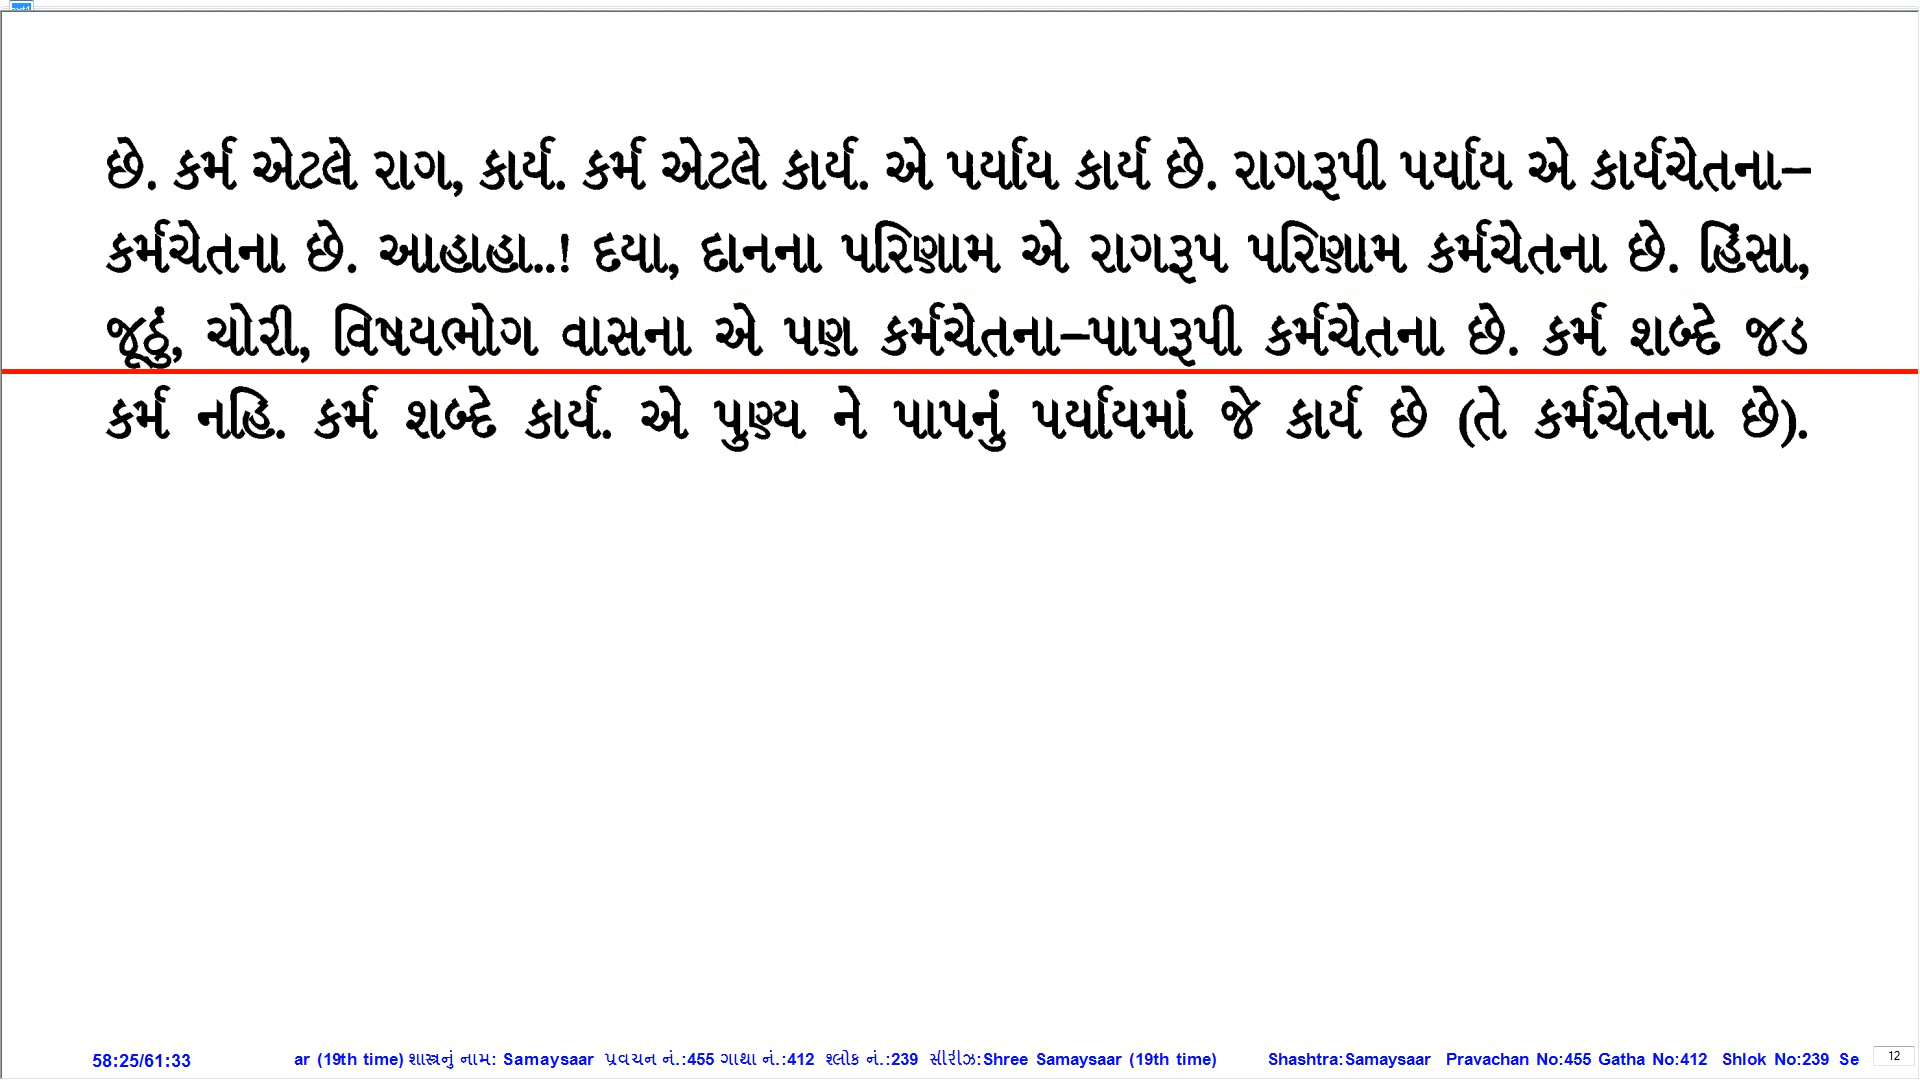 છે. કર્મ એટલે રાગ, કાર્ય. કર્મ એટલે કાર્ય. એ પર્યાય કાર્ય છે. રાગરૂપી પર્યાય એ કાર્યચેતના–
કર્મચેતના છે. આહાહા..! દયા, દાનના પરિણામ એ રાગરૂપ પરિણામ કર્મચેતના છે. હિંસા,
જૂઠું, ચોરી, વિષયભોગ વાસના એ પણ કર્મચેતના–પાપરૂપી કર્મચેતના છે. કર્મ શબ્દે જડ
કર્મ નહિ. કર્મ શબ્દે કાર્ય. એ પુણ્ય ને પાપનું પર્યાયમાં જે કાર્ય છે (તે કર્મચેતના છે).
58:25/61:33 ar (19th time) શાસ્ત્રનું નામ: Samaysaar પ્રવચન નં.:455 ગાથા નં.:412 શ્લોક નં.:239 સીરીઝ:Shree Samaysaar (19th time) Shashtra:Samaysaar Pravachan No:455 Gatha No:412 Shlok No:239 Se 12